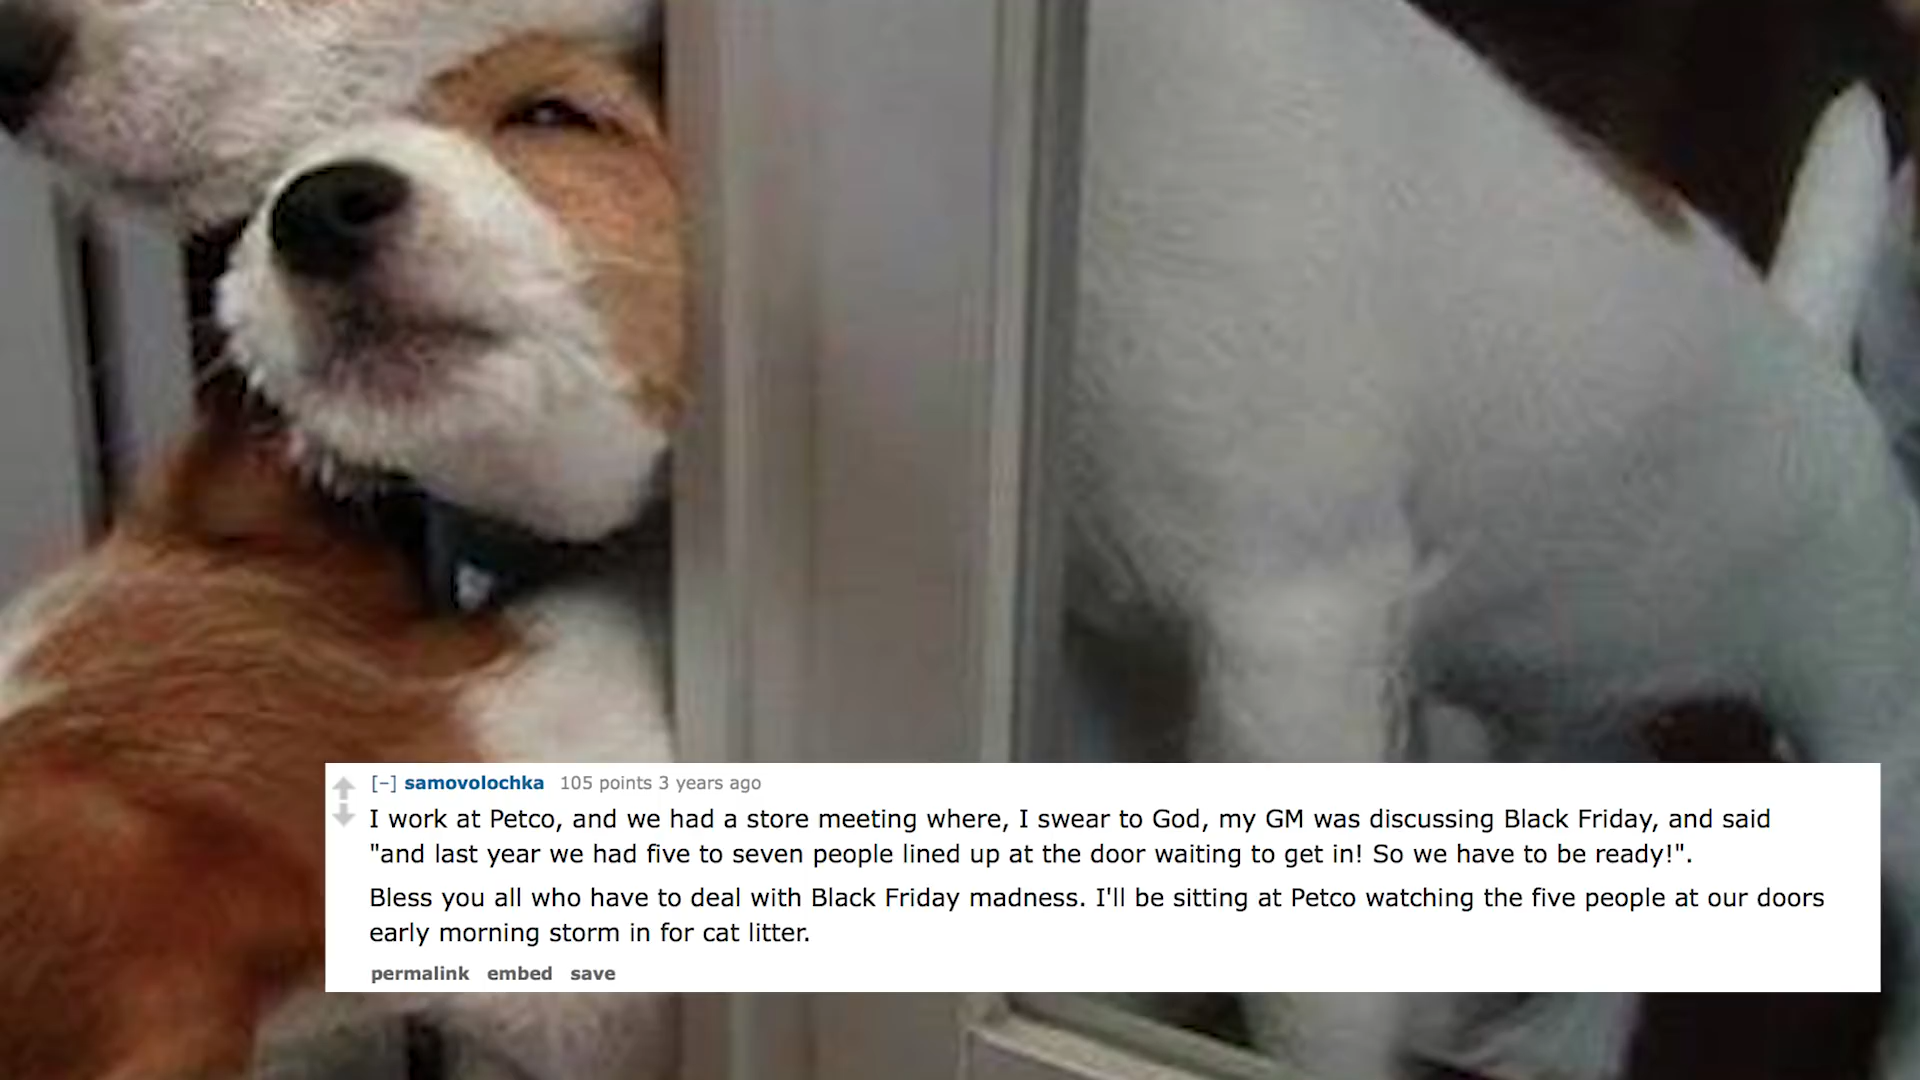 [–] samovolochka 105 points 3 years ago
I work at Petco, and we had a store meeting where, I swear to God, my GM was discussing Black Friday, and said
"and last year we had five to seven people lined up at the door waiting to get in! So we have to be ready!".
Bless you all who have to deal with Black Friday madness. I'll be sitting at Petco watching the five people at our doors
early morning storm in for cat litter.
permalink embed save